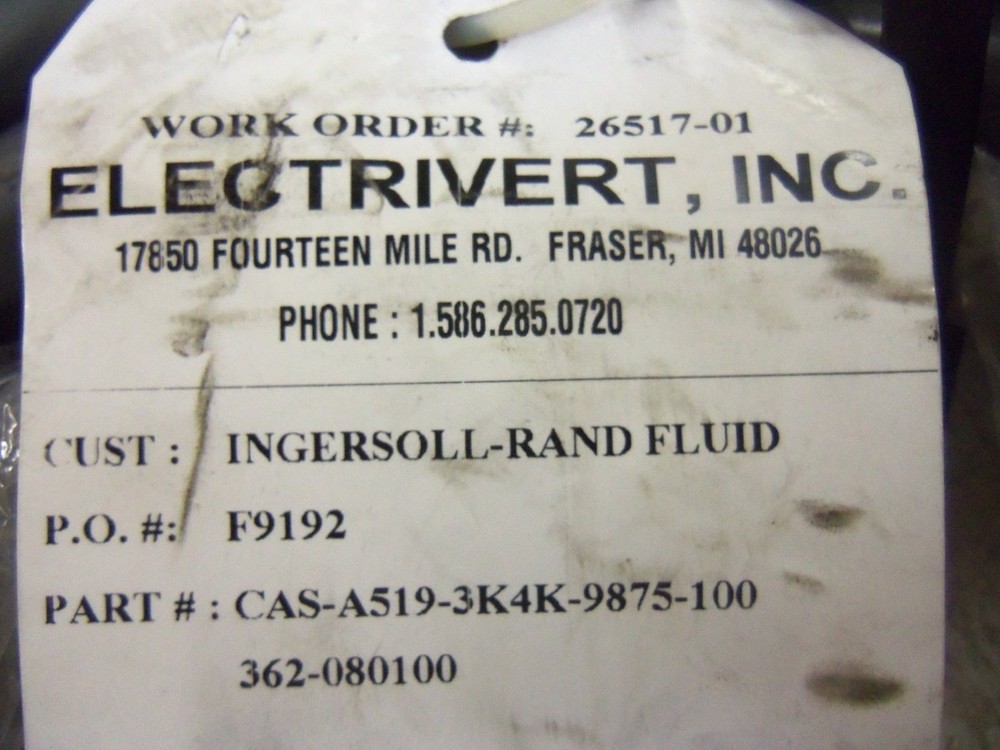 WORK ORDER #: 26517-01
ELECTRIVERT, INC.
17850 FOURTEEN MILE RD. FRASER, MI 48026
PHONE : 1.586.285.0720
CUST : INGERSOLL-RAND FLUID
P.O. #: F9192
PART # : CAS-A519-3K4K-9875-100
362-080100